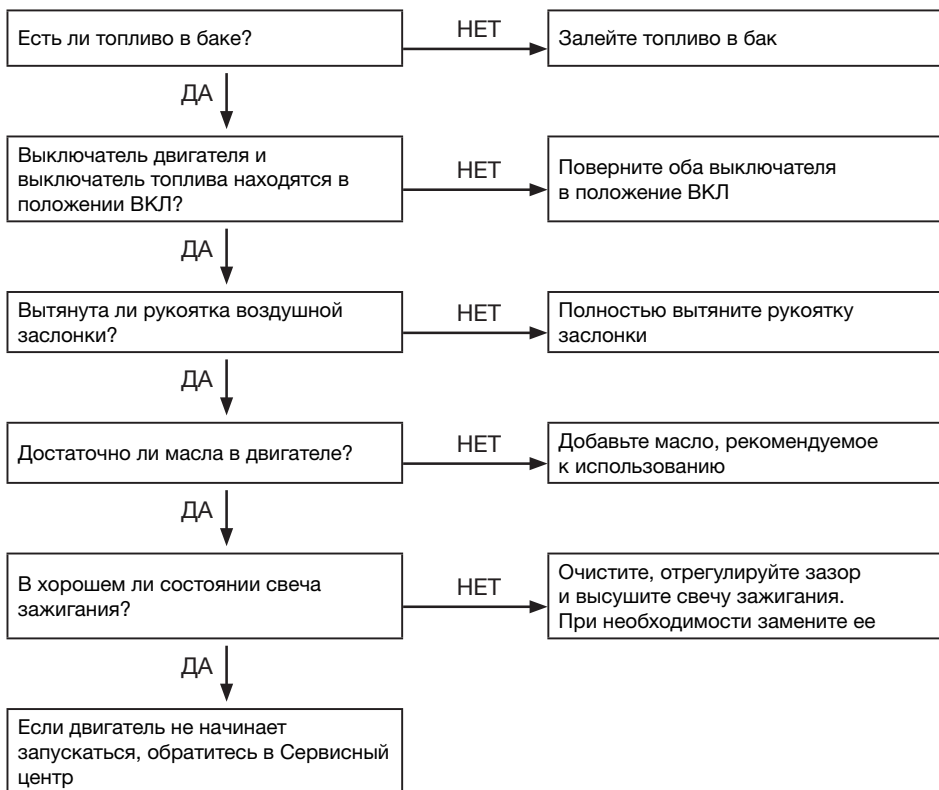 Есть ли топливо в баке?
НЕТ
Залейте топливо в бак
ДА
Выключатель двигателя и
выключатель топлива находятся в
положении ВКЛ?
НЕТ
Поверните оба выключателя
в положение ВКЛ
ДА
Вытянута ли рукоятка воздушной
заслонки?
НЕТ
Полностью вытяните рукоятку
заслонки
ДА
Достаточно ли масла в двигателе?
НЕТ
Добавьте масло, рекомендуемое
к использованию
ДА
В хорошем ли состоянии свеча
зажигания?
НЕТ
Очистите, отрегулируйте зазор
и высушите свечу зажигания.
При необходимости замените ее
ДА
Если двигатель не начинает
запускаться, обратитесь в Сервисный
центр